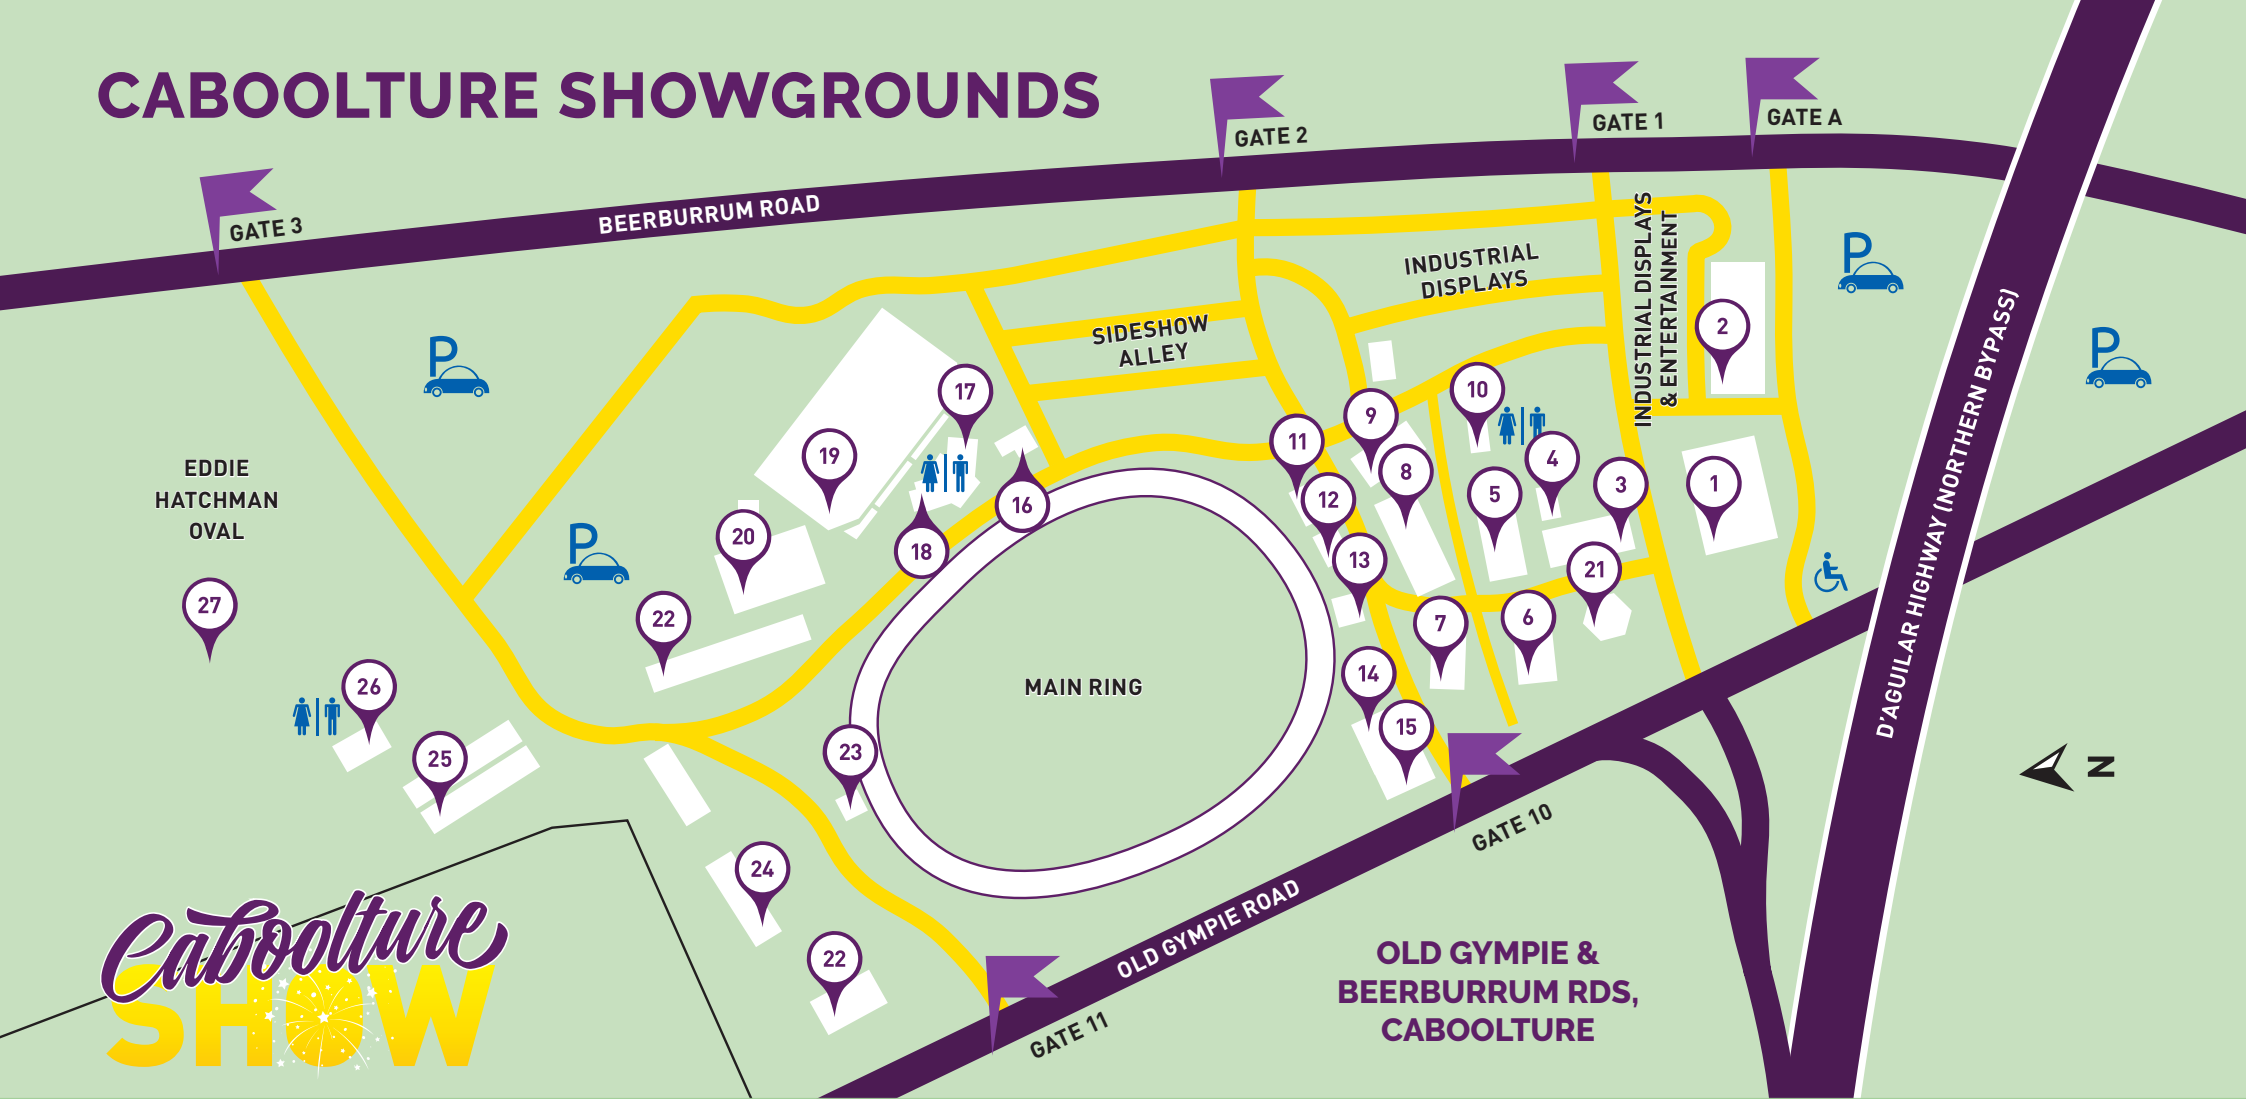 CABOOLTURE SHOWGROUNDS
GATE 3
GATE 2
GATE 1
GATE A
BEERBURRUM ROAD
INDUSTRIAL
DISPLAYS
INDUSTRIAL DISPLAYS
& ENTERTAINMENT
SIDESHOW
ALLEY
P
P
P
P
EDDIE
HATCHMAN
OVAL
2
17
10
9
11
19
8
4
1
3
5
12
16
20
18
13
21
27
22
6
7
14
26
MAIN RING
15
23
25
24
22
D'AGUILAR HIGHWAY (NORTHERN BYPASS)
N
GATE 10
OLD GYMPIE ROAD
GATE 11
OLD GYMPIE &
BEERBURRUM RDS,
CABOOLTURE
Caboolture
SHOW